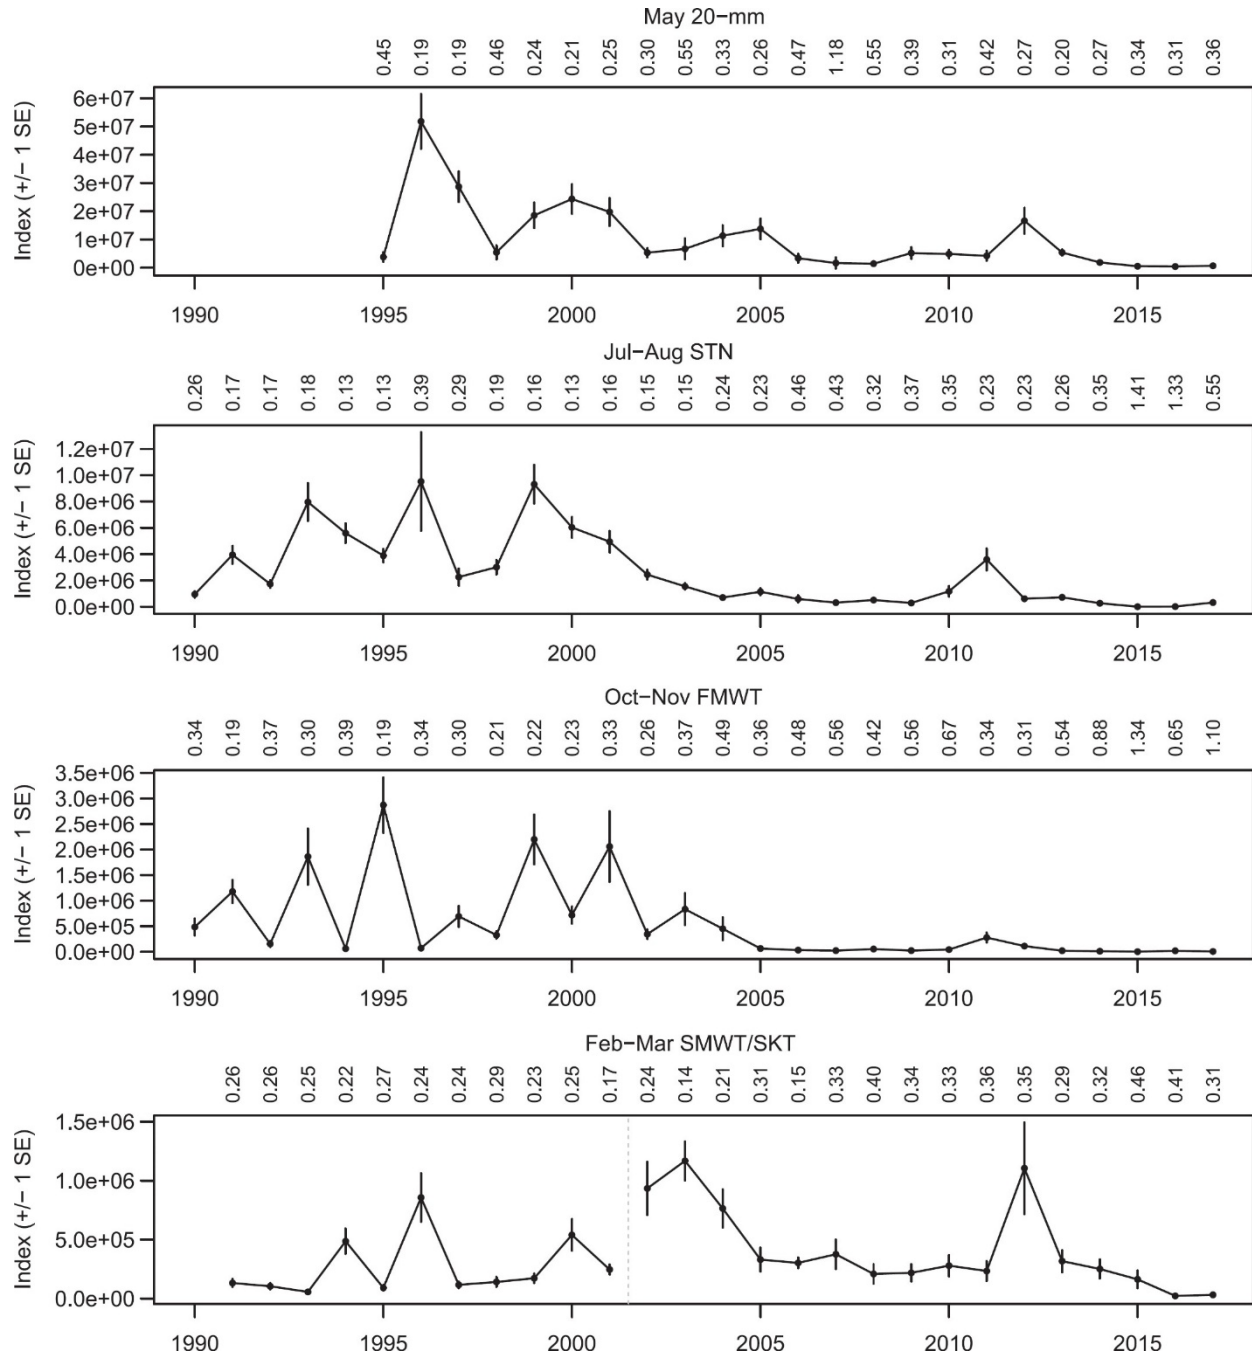 May 20−mm
0.45 0.19 0.19 0.46 0.24 0.21 0.25 0.30 0.55 0.33 0.26 0.47 1.18 0.55 0.39 0.31 0.42 0.27 0.20 0.27 0.34 0.31 0.36
Index (+/− 1 SE)
6e+07
5e+07
4e+07
3e+07
2e+07
1e+07
0e+00
1990 1995 2000 2005 2010 2015
Jul−Aug STN
0.26 0.17 0.17 0.18 0.13 0.13 0.39 0.29 0.19 0.16 0.13 0.16 0.15 0.15 0.24 0.23 0.46 0.43 0.32 0.37 0.35 0.23 0.23 0.26 0.35 1.41 1.33 0.55
Index (+/− 1 SE)
1.2e+07
1.0e+07
8.0e+06
6.0e+06
4.0e+06
2.0e+06
0.0e+00
1990 1995 2000 2005 2010 2015
Oct−Nov FMWT
0.34 0.19 0.37 0.30 0.39 0.19 0.34 0.30 0.21 0.22 0.23 0.33 0.26 0.37 0.49 0.36 0.48 0.56 0.42 0.56 0.67 0.34 0.31 0.54 0.88 1.34 0.65 1.10
Index (+/− 1 SE)
3.5e+06
3.0e+06
2.5e+06
2.0e+06
1.5e+06
1.0e+06
5.0e+05
0.0e+00
1990 1995 2000 2005 2010 2015
Feb−Mar SMWT/SKT
0.26 0.26 0.25 0.22 0.27 0.24 0.24 0.29 0.23 0.25 0.17 0.24 0.14 0.21 0.31 0.15 0.33 0.40 0.34 0.33 0.36 0.35 0.29 0.32 0.46 0.41 0.31
Index (+/− 1 SE)
1.5e+06
1.0e+06
5.0e+05
0.0e+00
1990 1995 2000 2005 2010 2015